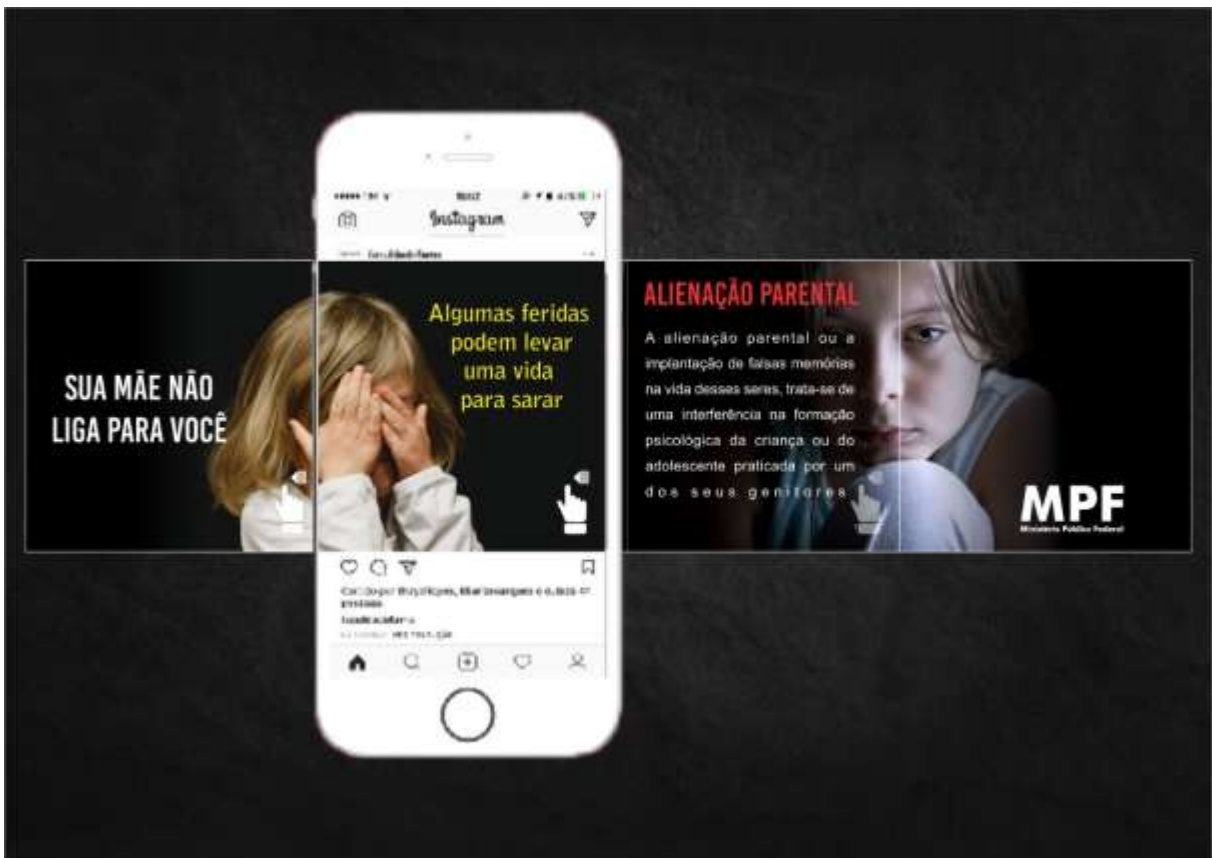 Instagram
SUA MÃE NÃO
LIGA PARA VOCÊ
Algumas feridas
podem levar
uma vida
para sarar
ALIENAÇÃO PARENTAL
A alienação parental ou a
implantação de falsas memórias
na vida desses seres, trata-se de
uma interferência na formação
psicológica da criança ou do
adolescente praticada por um
dos seus genitores
MPF
Ministério Público Federal